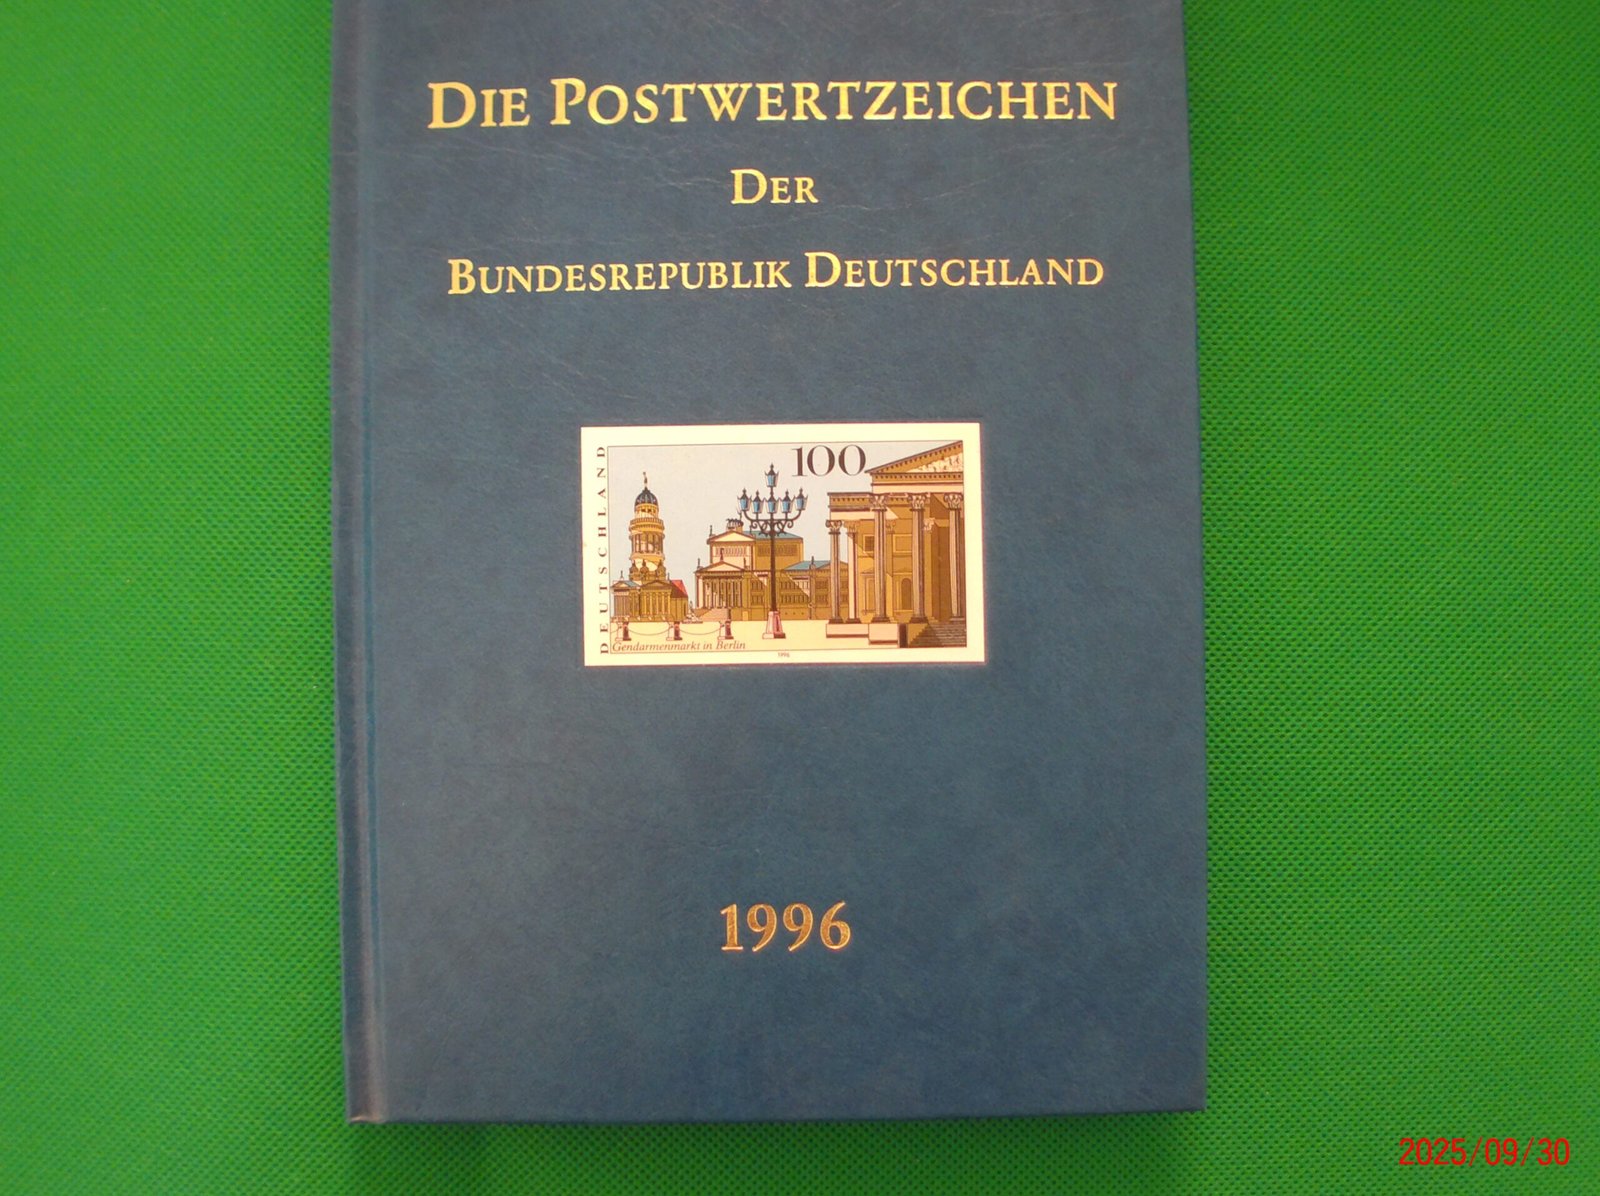 DIE POSTWERTZEICHEN
DER
BUNDESREPUBLIK DEUTSCHLAND
DEUTSCHLAND
100
Gendarmenmarkt in Berlin
1996
1996
2025/09/30